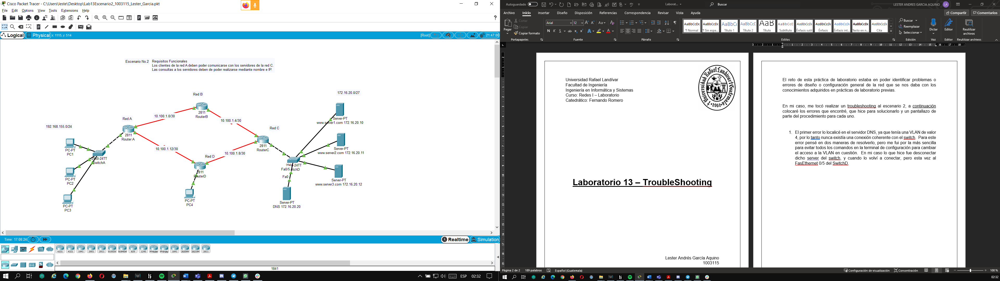 Cisco Packet Tracer - C:\Users\leste\Desktop\Lab13Escenario2_1003115_Lester_Garcia.pkt
File Edit Options View Tools Extensions Help
Logical Physical x: 1115, y: 514 [Root] 21:47:00
Escenario No.2 Requisitos Funcionales
Los clientes de la red A deben poder comunicarse con los servidores de la red C.
Las consultas a los servidores deben de poder realizarse mediante nombre e IP.
172.16.20.0/27
Red B
2811
RouterB
10.100.1.0/30
10.100.1.4/30
Red A
192.168.155.0/24
2811
Router A
Red C
2811
RouterC
Server-PT
www.server1.com 172.16.20.10
PC-PT
PC1
10.100.1.12/30
10.100.1.8/30
Server-PT
www.server2.com 172.16.20.11
2960-24TT
SwitchA
Red D
2811
RouterD
2960-24TT
Fa0/5 itchD
Fa0
PC-PT
PC2
Server-PT
www.server3.com 172.16.20.12
PC-PT
PC3
PC-PT
PC4
Server-PT
DNS 172.16.20.20
Time: 17:08:24
Realtime Simulation
4331 4321 1941 2901 2911 819IOX 819HGW 829 1240 PT-Router PT-Empty 1841 2620XM 2621XM 2811
1841
ESP 02:32
Autoguardado Laborat... Buscar LESTER ANDRES GARCIA AQUINO LA
Archivo Inicio Insertar Diseño Disposición Referencias Correspondencia Revisar Vista Ayuda Compartir Comentarios
Pegar
Cortar
Copiar
Copiar formato
Portapapeles
Arial 12
N K S
Fuente
Párrafo
¶ Normal ¶ Sin espa... Título 1 Título 2 Título Subtítulo Énfasis sutil Énfasis Énfasis int... Texto en n... Cita
Estilos
Buscar
Reemplazar
Seleccionar
Edición
Dictar
Voz
Editor
Editor
Reutilizar archivos
Reutilizar archivos
Universidad Rafael Landívar
Facultad de Ingeniería
Ingeniería en Informática y Sistemas
Curso: Redes I – Laboratorio
Catedrático: Fernando Romero
Laboratorio 13 – TroubleShooting
Lester Andrés García Aquino
1003115
El reto de esta práctica de laboratorio estaba en poder identificar problemas o
errores de diseño o configuración general de la red que se nos daba con los
conocimientos adquiridos en prácticas de laboratorio previas.
En mi caso, me tocó realizar un troubleshooting al escenario 2, a continuación
colocaré los errores que encontré, que hice para solucionarlo y un pantallazo de
parte del procedimiento para cada uno.
1. El primer error lo localicé en el servidor DNS, ya que tenía una VLAN de valor
4, por lo tanto nunca existía una conexión coherente con el switch. Para este
error pensé en dos maneras de resolverlo, pero me fui por la más sencilla
para evitar todos los comandos en la terminal de configuración para cambiar
el acceso a la VLAN en cuestión. En mi caso lo que hice fue desconectar
dicho server del switch, y cuando lo volví a conectar, pero esta vez al
FasEthernet 0/5 del SwitchD.
Página 2 de 2 189 palabras Español (Guatemala) Configuración de visualización Concentración 100 %
02:32